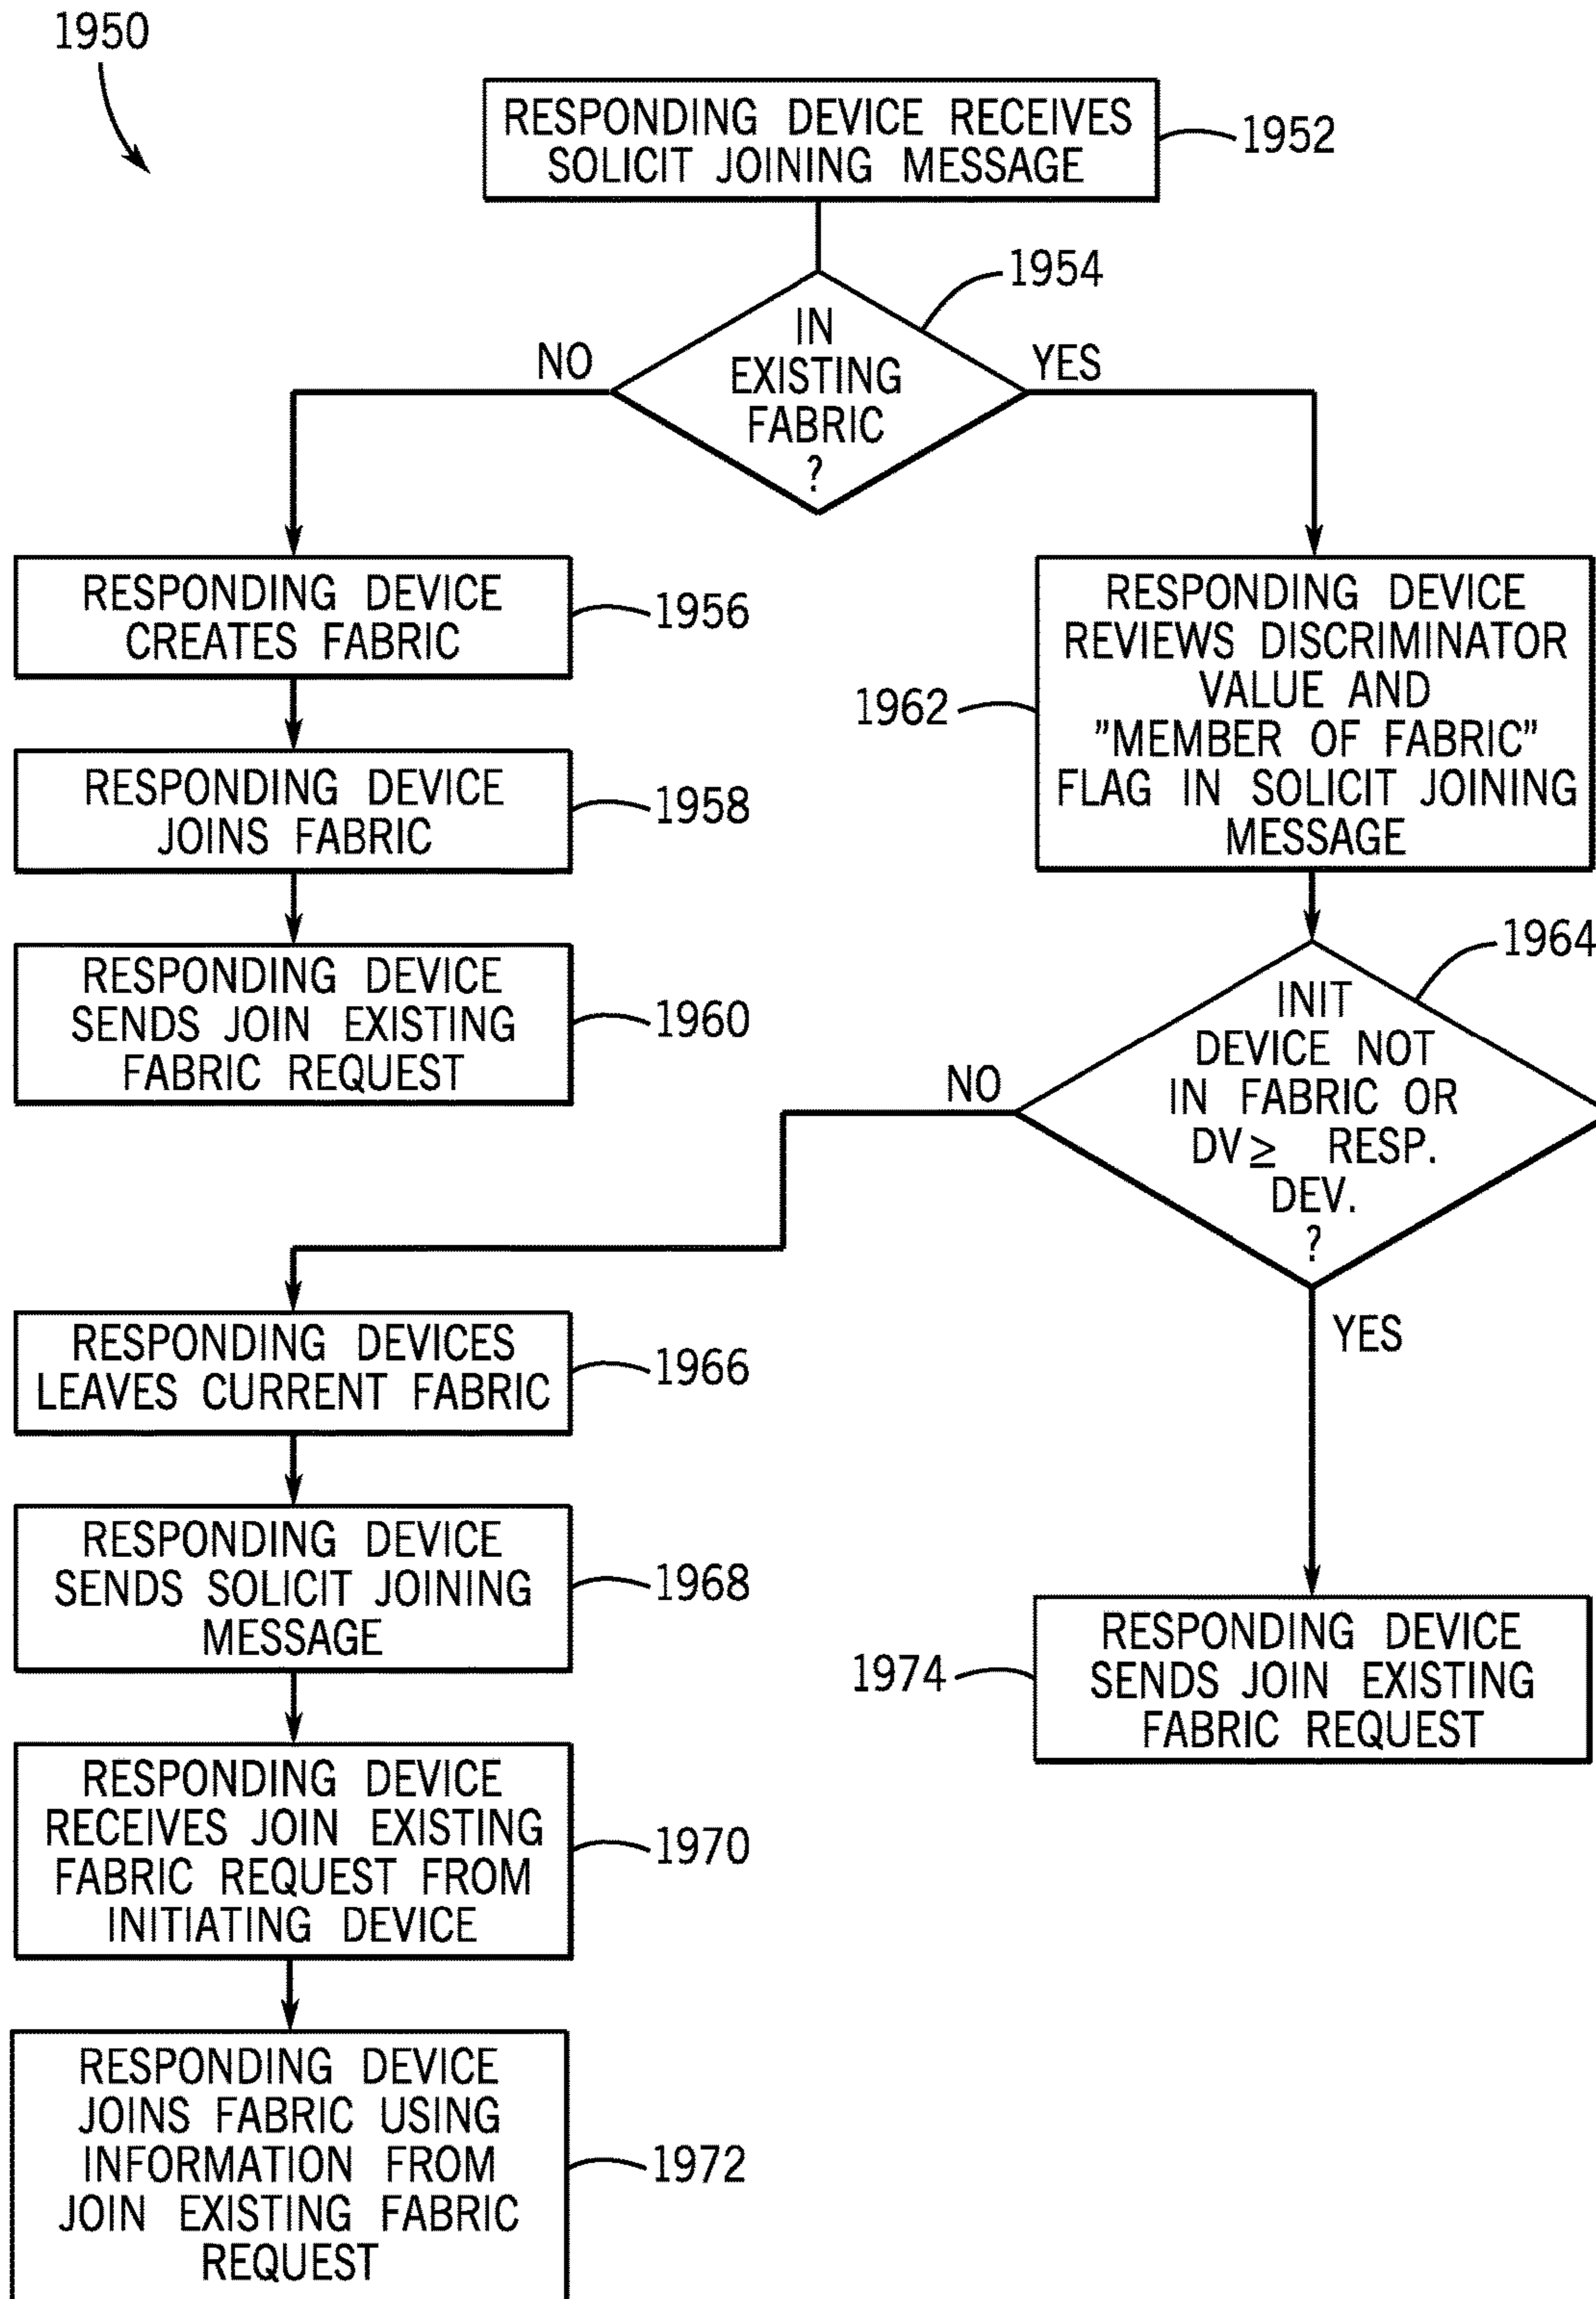 1950
RESPONDING DEVICE RECEIVES
SOLICIT JOINING MESSAGE
1952
1954
IN
EXISTING
FABRIC
?
NO
YES
RESPONDING DEVICE
CREATES FABRIC
1956
RESPONDING DEVICE
JOINS FABRIC
1958
RESPONDING DEVICE
SENDS JOIN EXISTING
FABRIC REQUEST
1960
RESPONDING DEVICE
REVIEWS DISCRIMINATOR
VALUE AND
"MEMBER OF FABRIC"
FLAG IN SOLICIT JOINING
MESSAGE
1962
1964
INIT
DEVICE NOT
IN FABRIC OR
DV≥ RESP.
DEV.
?
NO
YES
RESPONDING DEVICES
LEAVES CURRENT FABRIC
1966
RESPONDING DEVICE
SENDS SOLICIT JOINING
MESSAGE
1968
RESPONDING DEVICE
RECEIVES JOIN EXISTING
FABRIC REQUEST FROM
INITIATING DEVICE
1970
RESPONDING DEVICE
JOINS FABRIC USING
INFORMATION FROM
JOIN EXISTING FABRIC
REQUEST
1972
RESPONDING DEVICE
SENDS JOIN EXISTING
FABRIC REQUEST
1974